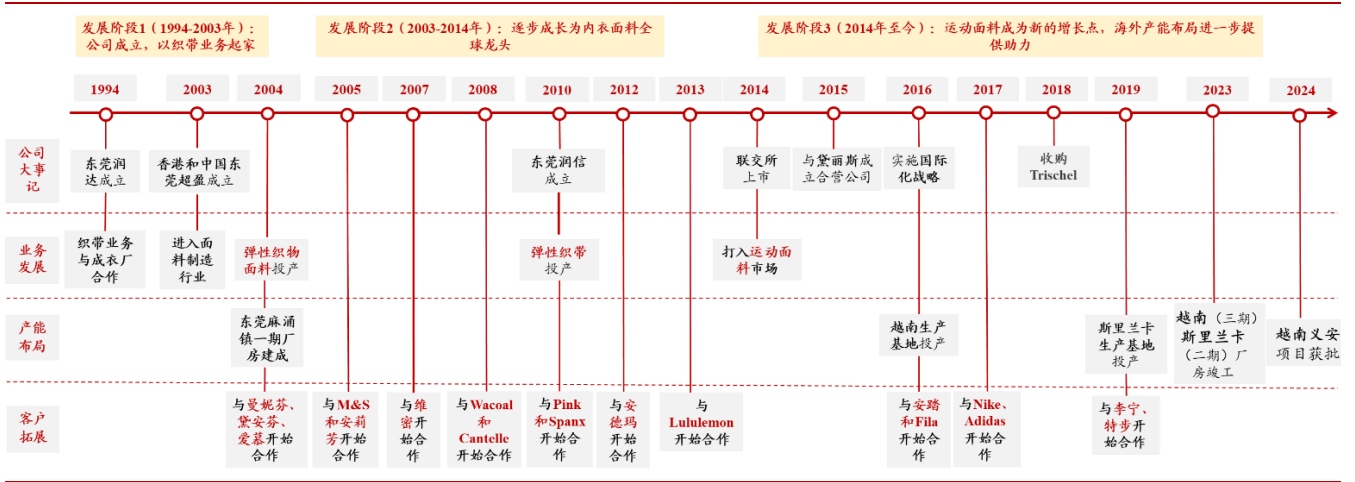 发展阶段1（1994-2003年）：
公司成立，以织带业务起家
发展阶段2（2003-2014年）：逐步成长为内衣面料全
球龙头
发展阶段3（2014年至今）：运动面料成为新的增长点，海外产能布局进一步提
供助力
1994
2003
2004
2005
2007
2008
2010
2012
2013
2014
2015
2016
2017
2018
2019
2023
2024
公司
大事
记
东莞润
达成立
香港和中国东
莞超盈成立
东莞润信
成立
联交所
上市
与黛丽斯成
立合营公司
实施国际
化战略
收购
Trischel
业务
发展
织带业务
与成衣厂
合作
进入面
料制造
行业
弹性织物
面料投产
弹性织带
投产
打入运动面
料市场
产能
布局
东莞麻涌
镇一期厂
房建成
越南生产
基地投产
斯里兰卡
生产基地
投产
越南（三期）
斯里兰卡
（二期）厂
房竣工
越南义安
项目获批
客户
拓展
与曼妮芬、
黛安芬、
爱慕开始
合作
与M&S
和安莉
芳开始
合作
与维
密开
始合
作
与Wacoal
和
Cantelle
开始合作
与Pink
和Spanx
开始合
作
与安
德玛
开始
合作
与
Lululemon
开始合作
与安踏
和Fila
开始合
作
与Nike、
Adidas
开始合
作
与李宁、
特步开
始合作